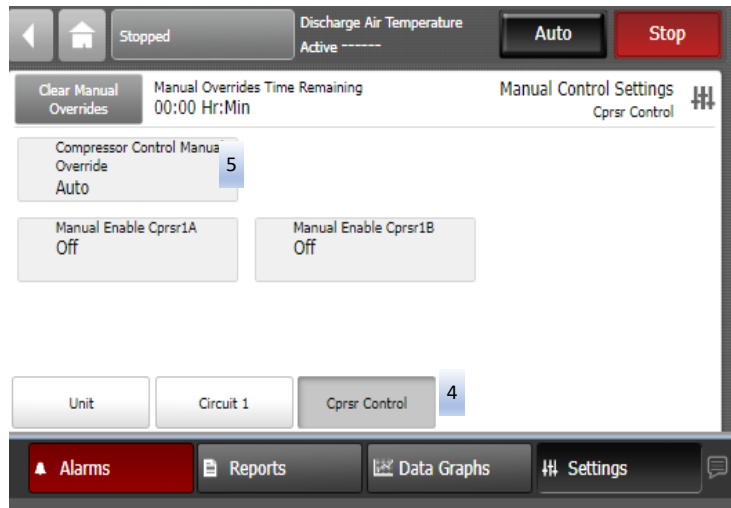 Stopped
Discharge Air Temperature
Active ------
Auto
Stop
Clear Manual
Overrides
Manual Overrides Time Remaining
00:00 Hr:Min
Manual Control Settings
Cprsr Control
Compressor Control Manual
Override
Auto
5
Manual Enable Cprsr1A
Off
Manual Enable Cprsr1B
Off
Unit
Circuit 1
Cprsr Control
4
Alarms
Reports
Data Graphs
Settings